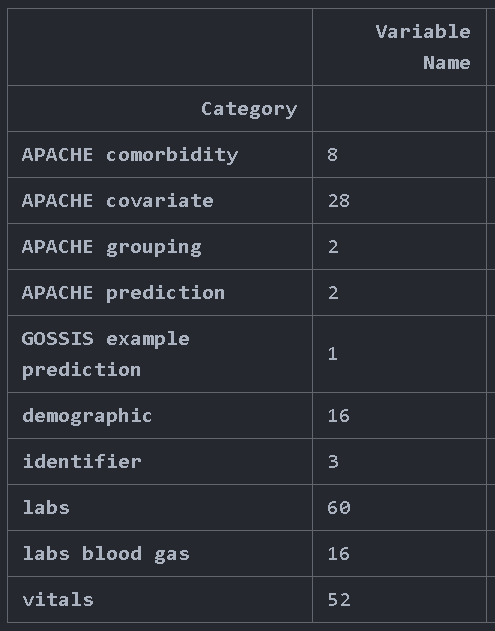 Variable
Name
Category
APACHE comorbidity 8
APACHE covariate 28
APACHE grouping 2
APACHE prediction 2
GOSSIS example
prediction 1
demographic 16
identifier 3
labs 60
labs blood gas 16
vitals 52